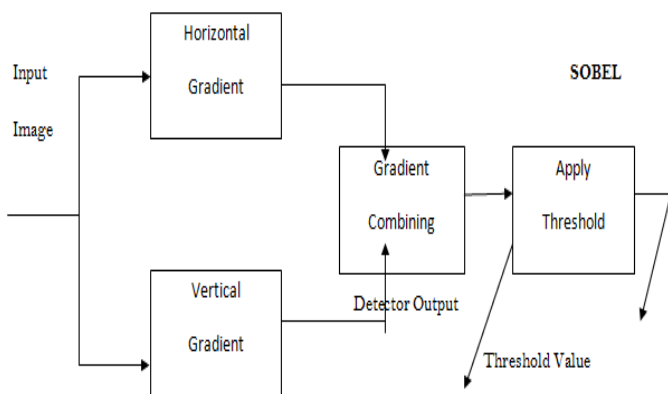 Input
Image
Horizontal
Gradient
SOBEL
Gradient
Combining
Apply
Threshold
Vertical
Gradient
Detector Output
Threshold Value